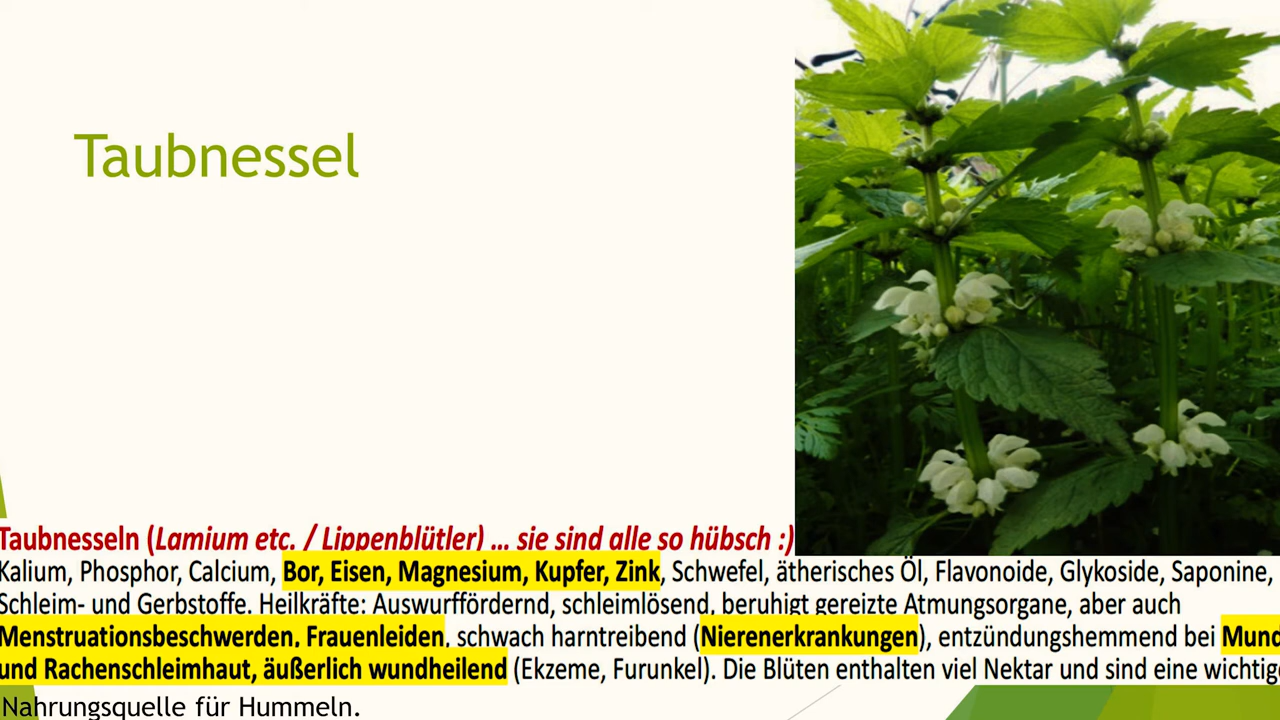 Taubnessel
Taubnesseln (Lamium etc. / Lippenblütler) ... sie sind alle so hübsch :)
Kalium, Phosphor, Calcium, Bor, Eisen, Magnesium, Kupfer, Zink, Schwefel, ätherisches Öl, Flavonoide, Glykoside, Saponine,
Schleim- und Gerbstoffe. Heilkräfte: Auswurffördernd, schleimlösend, beruhigt gereizte Atmungsorgane, aber auch
Menstruationsbeschwerden, Frauenleiden, schwach harntreibend (Nierenerkrankungen), entzündungshemmend bei Mund
und Rachenschleimhaut, äußerlich wundheilend (Ekzeme, Furunkel). Die Blüten enthalten viel Nektar und sind eine wichtige
Nahrungsquelle für Hummeln.